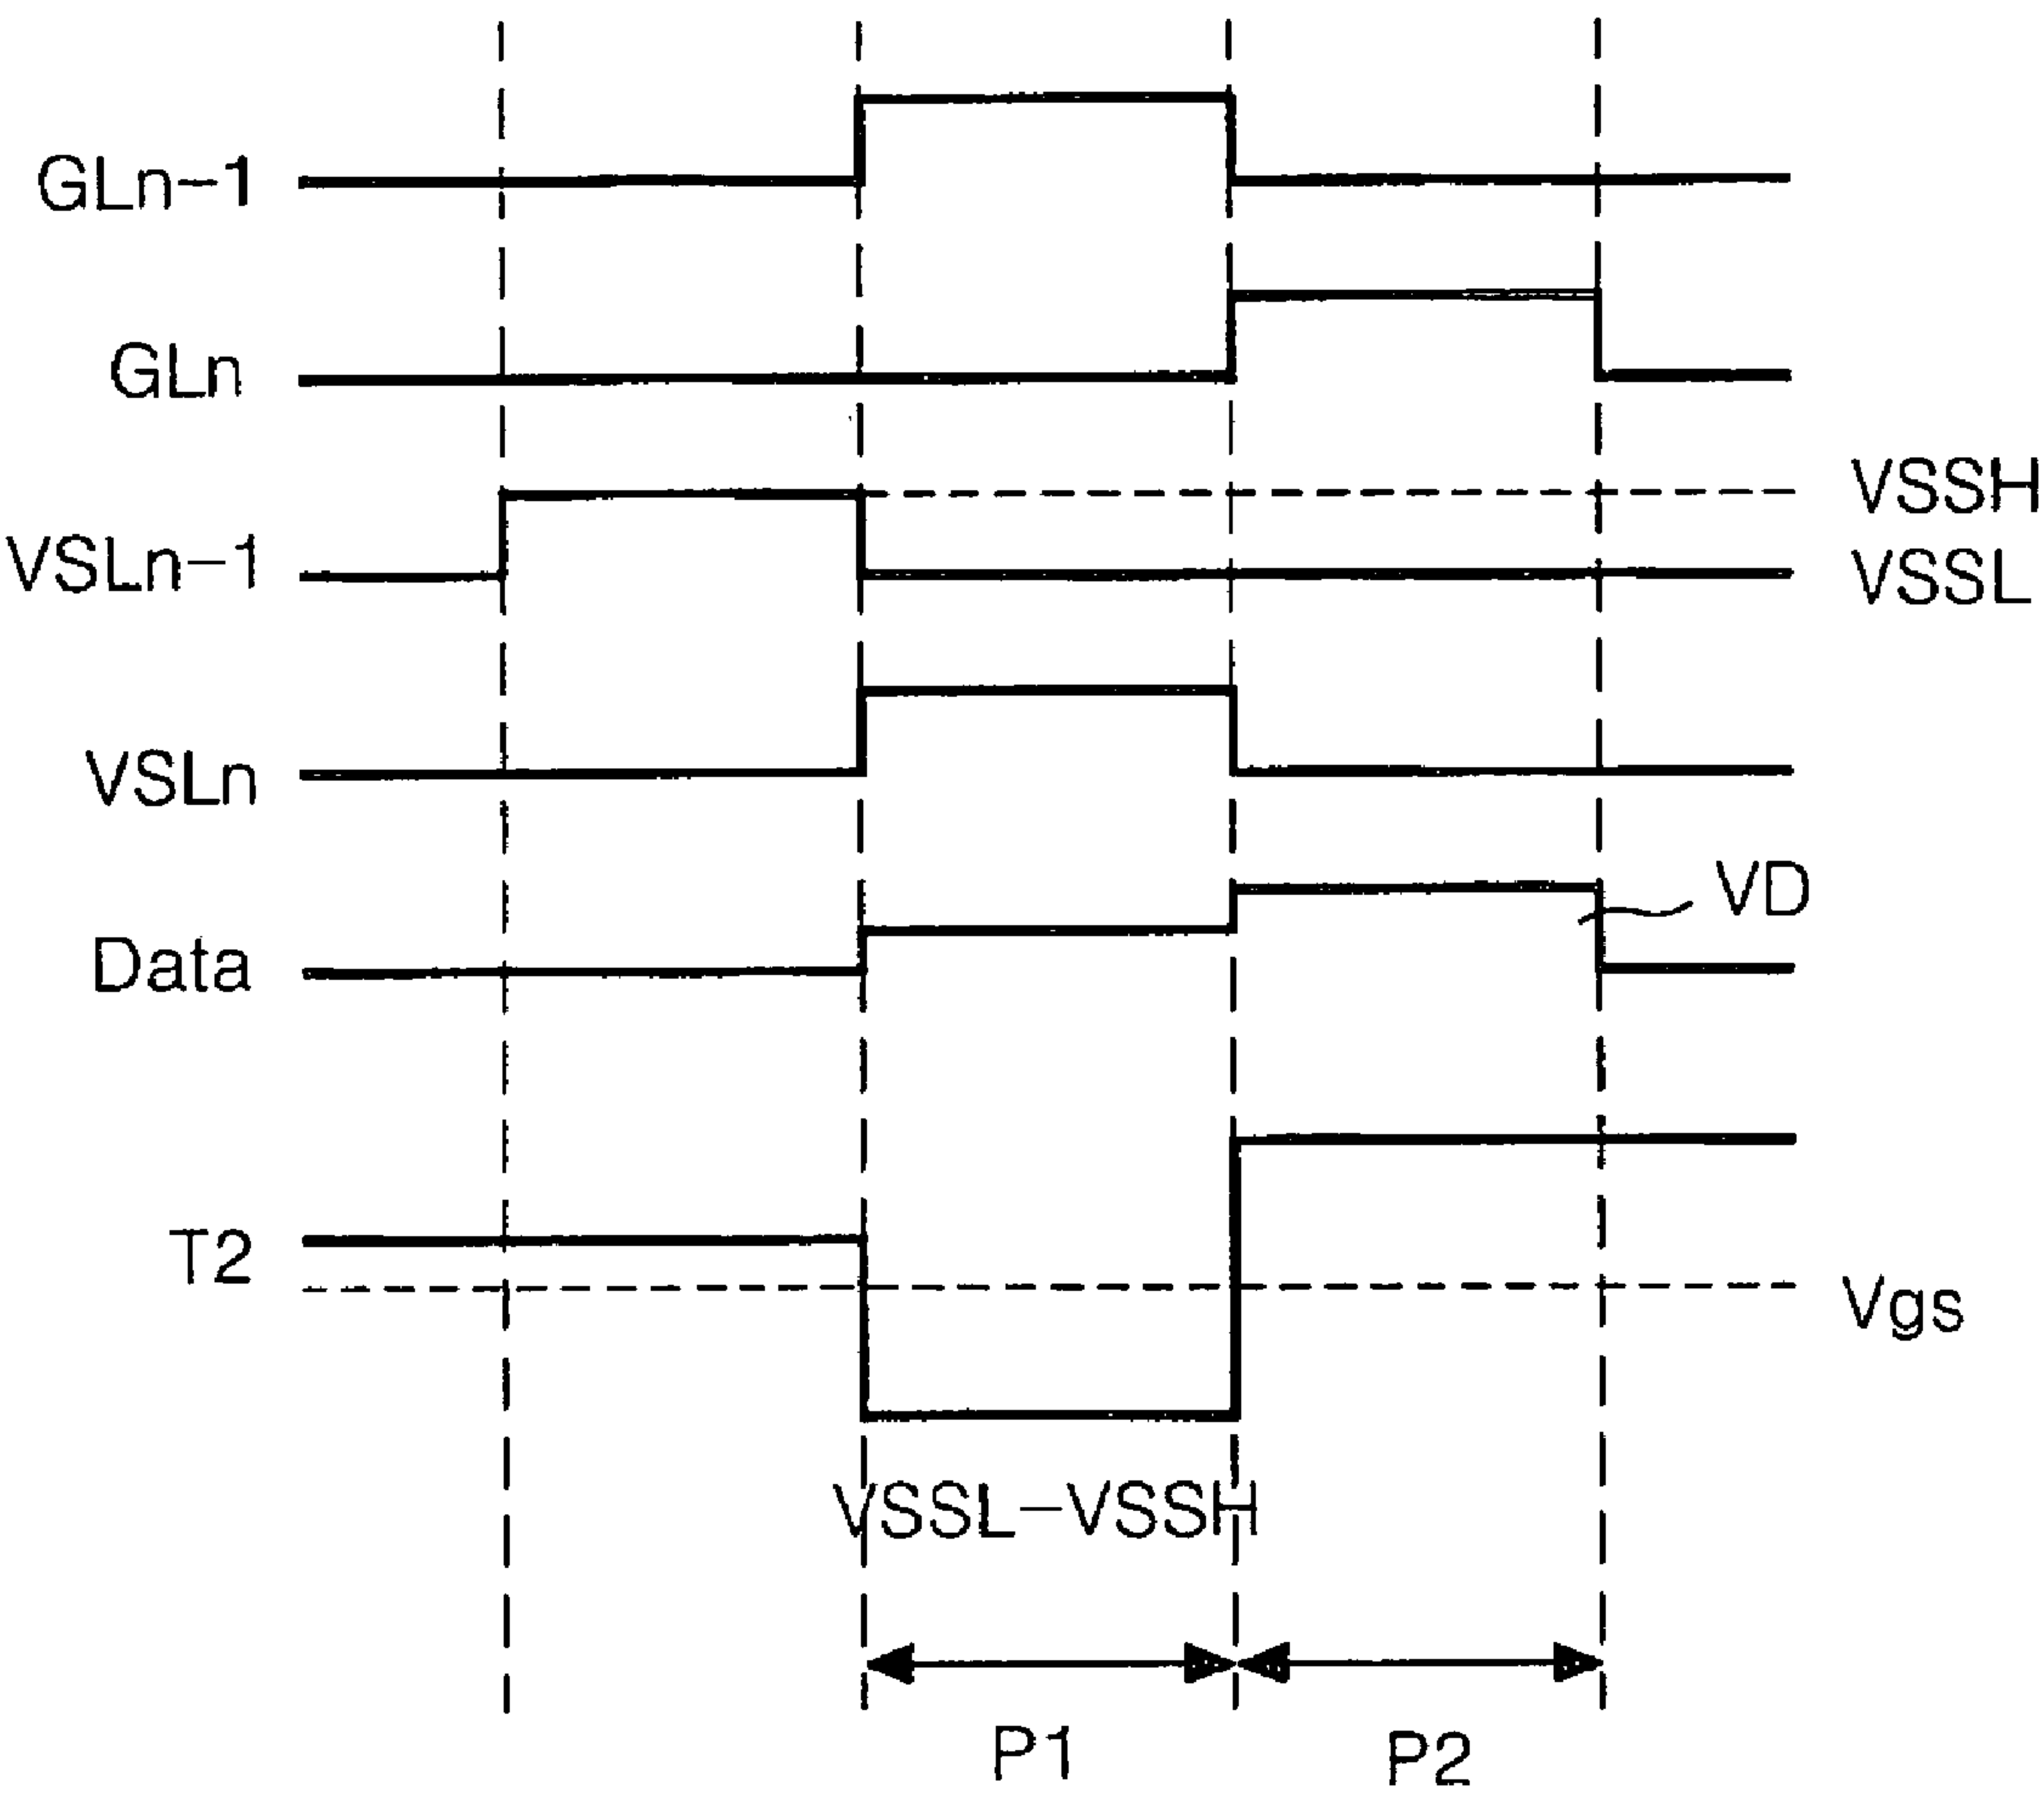 GLn-1
GLn
VSSH
VSLn-1
VSSL
VSLn
VD
Data
T2
Vgs
VSSL-VSSH
P1
P2